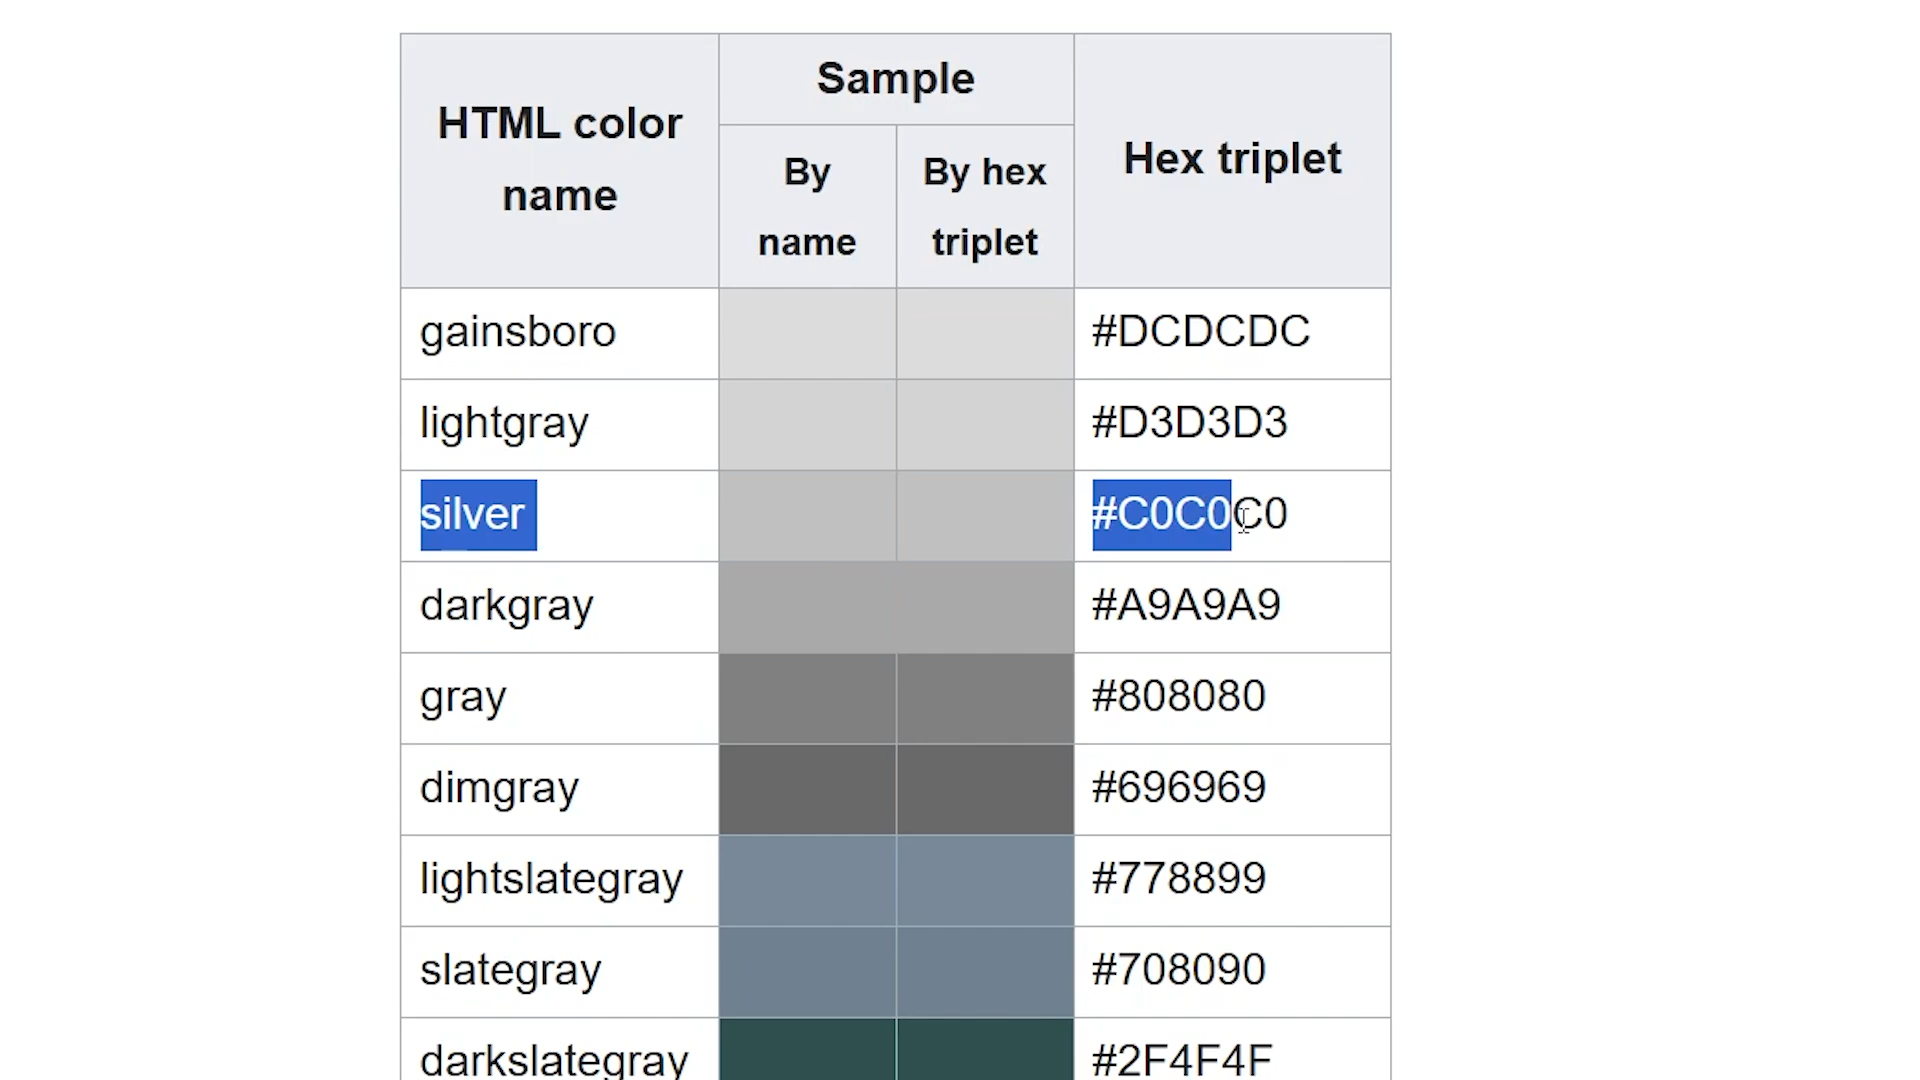 HTML color
name
Sample
By
name
By hex
triplet
Hex triplet
gainsboro #DCDCDC
lightgray #D3D3D3
silver #C0C0C0
darkgray #A9A9A9
gray #808080
dimgray #696969
lightslategray #778899
slategray #708090
darkslategray #2F4F4F